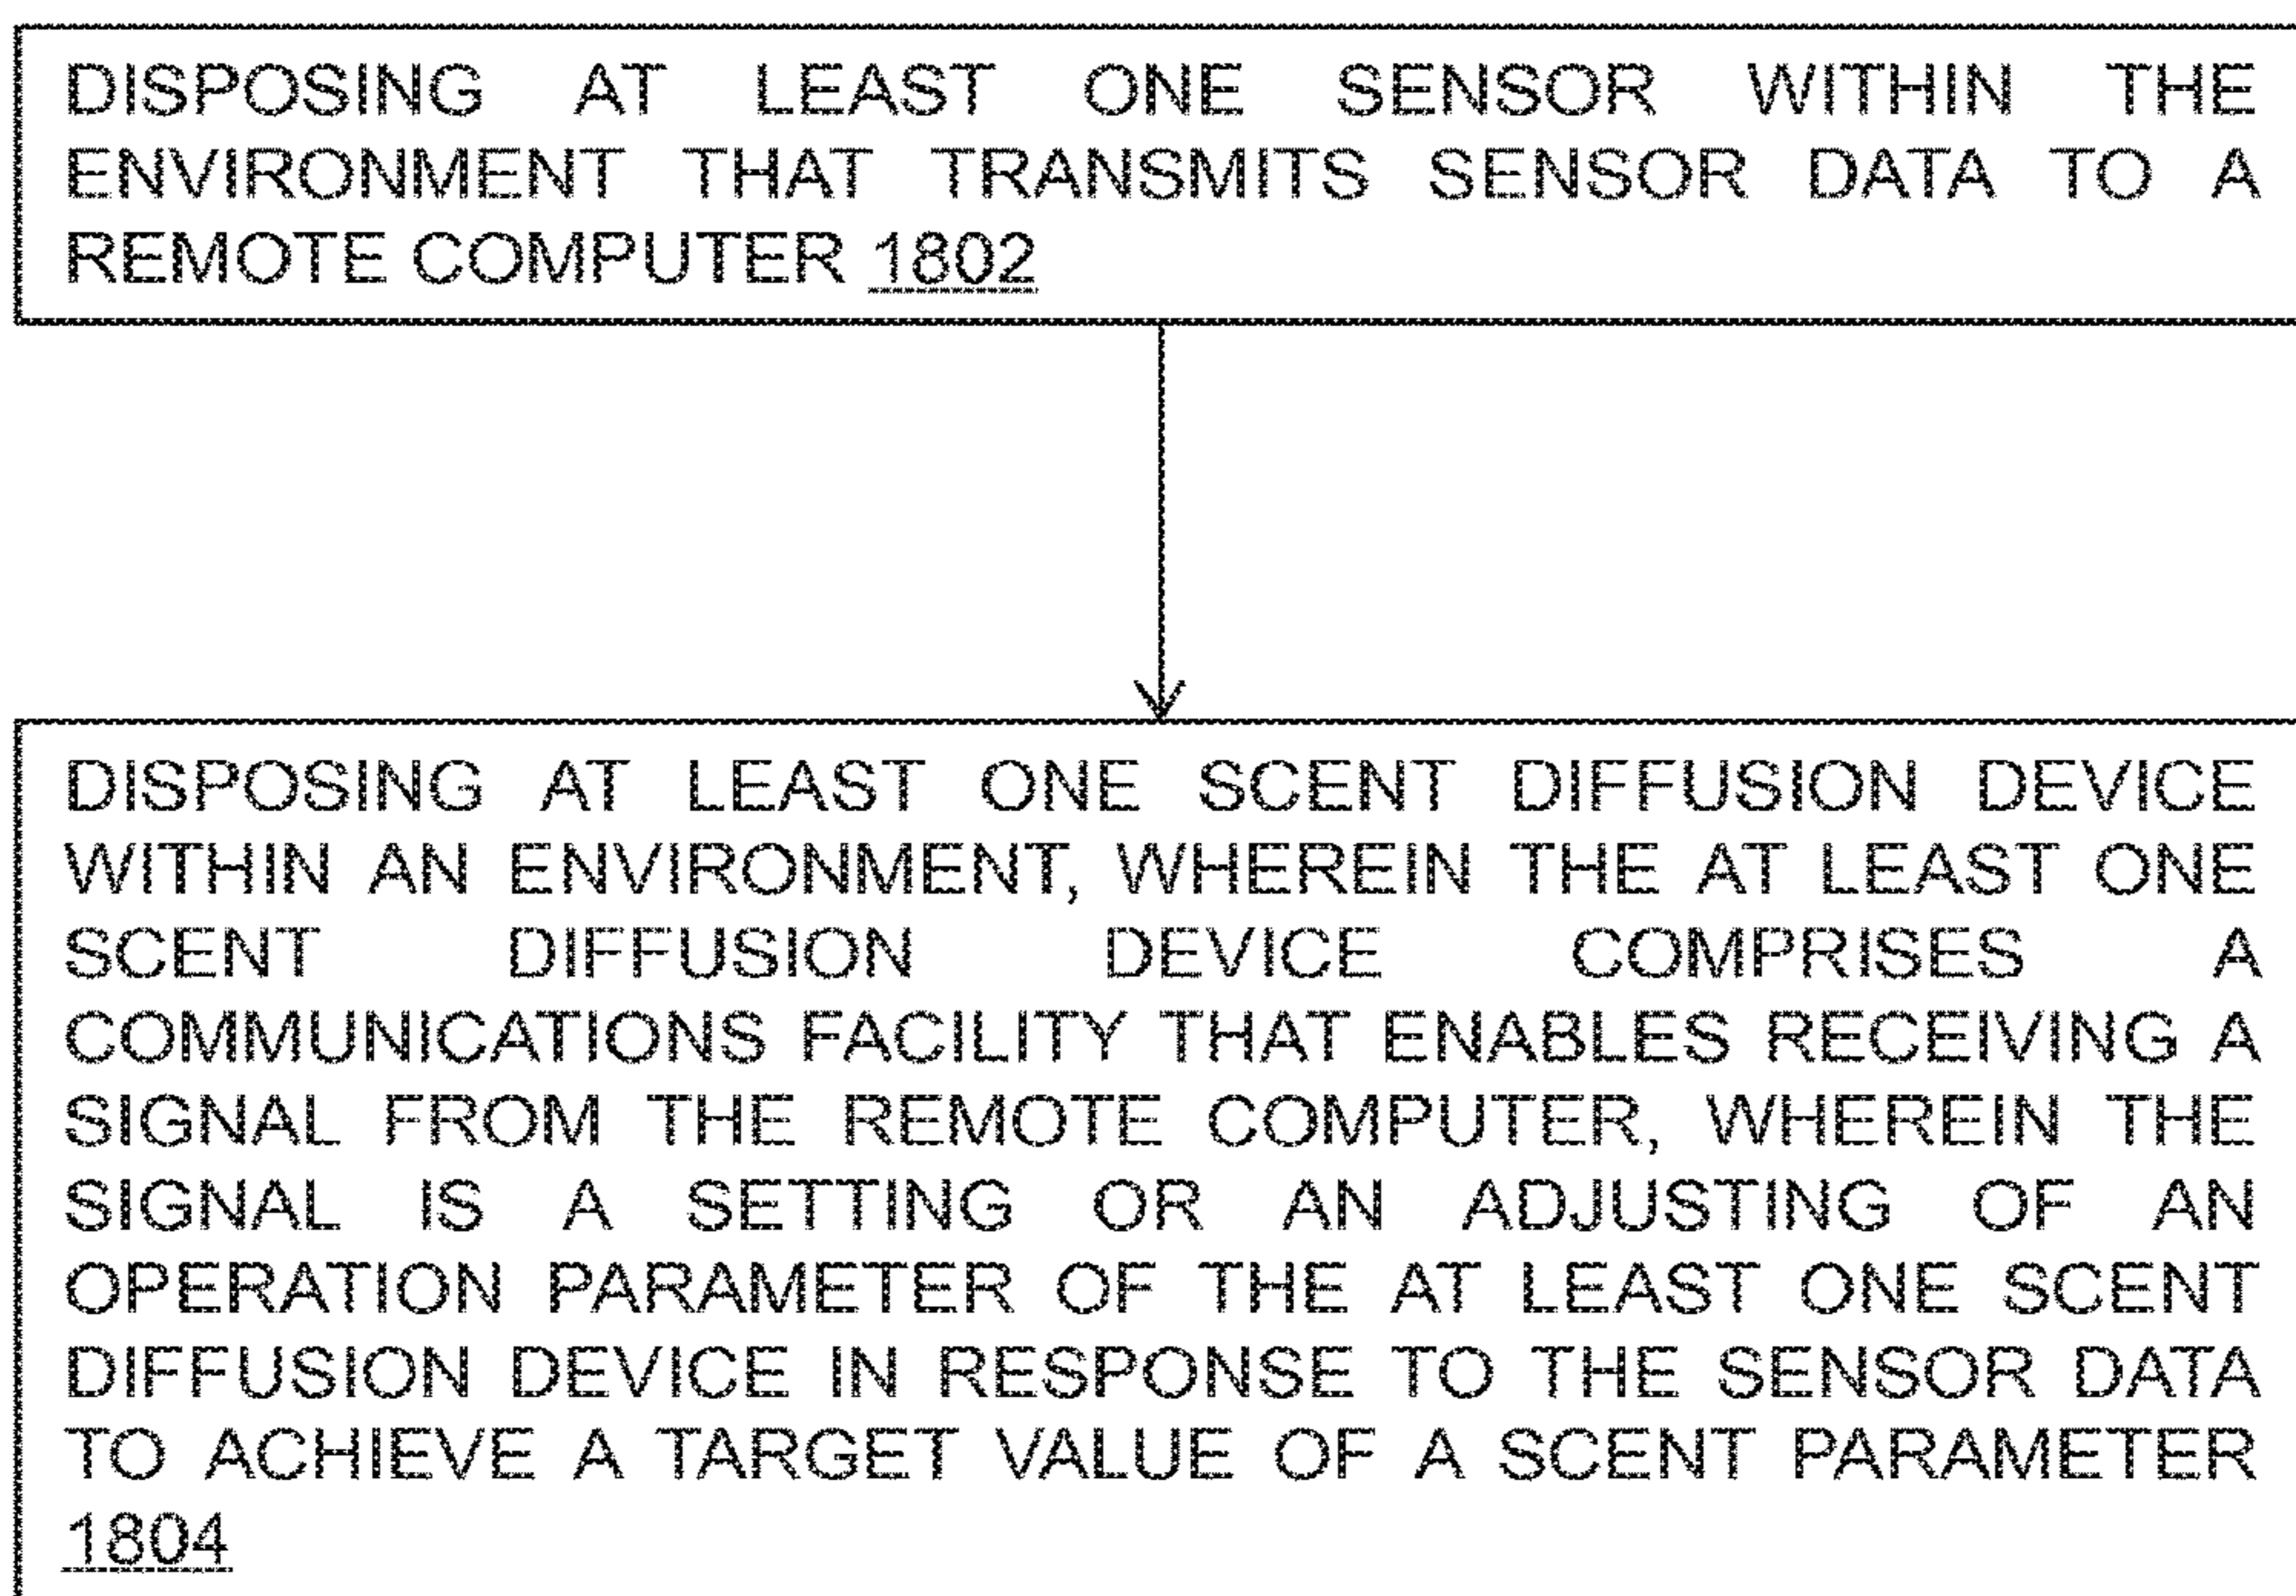 DISPOSING AT LEAST ONE SENSOR WITHIN THE
ENVIRONMENT THAT TRANSMITS SENSOR DATA TO A
REMOTE COMPUTER 1802
DISPOSING AT LEAST ONE SCENT DIFFUSION DEVICE
WITHIN AN ENVIRONMENT, WHEREIN THE AT LEAST ONE
SCENT DIFFUSION DEVICE COMPRISES A
COMMUNICATIONS FACILITY THAT ENABLES RECEIVING A
SIGNAL FROM THE REMOTE COMPUTER, WHEREIN THE
SIGNAL IS A SETTING OR AN ADJUSTING OF AN
OPERATION PARAMETER OF THE AT LEAST ONE SCENT
DIFFUSION DEVICE IN RESPONSE TO THE SENSOR DATA
TO ACHIEVE A TARGET VALUE OF A SCENT PARAMETER
1804